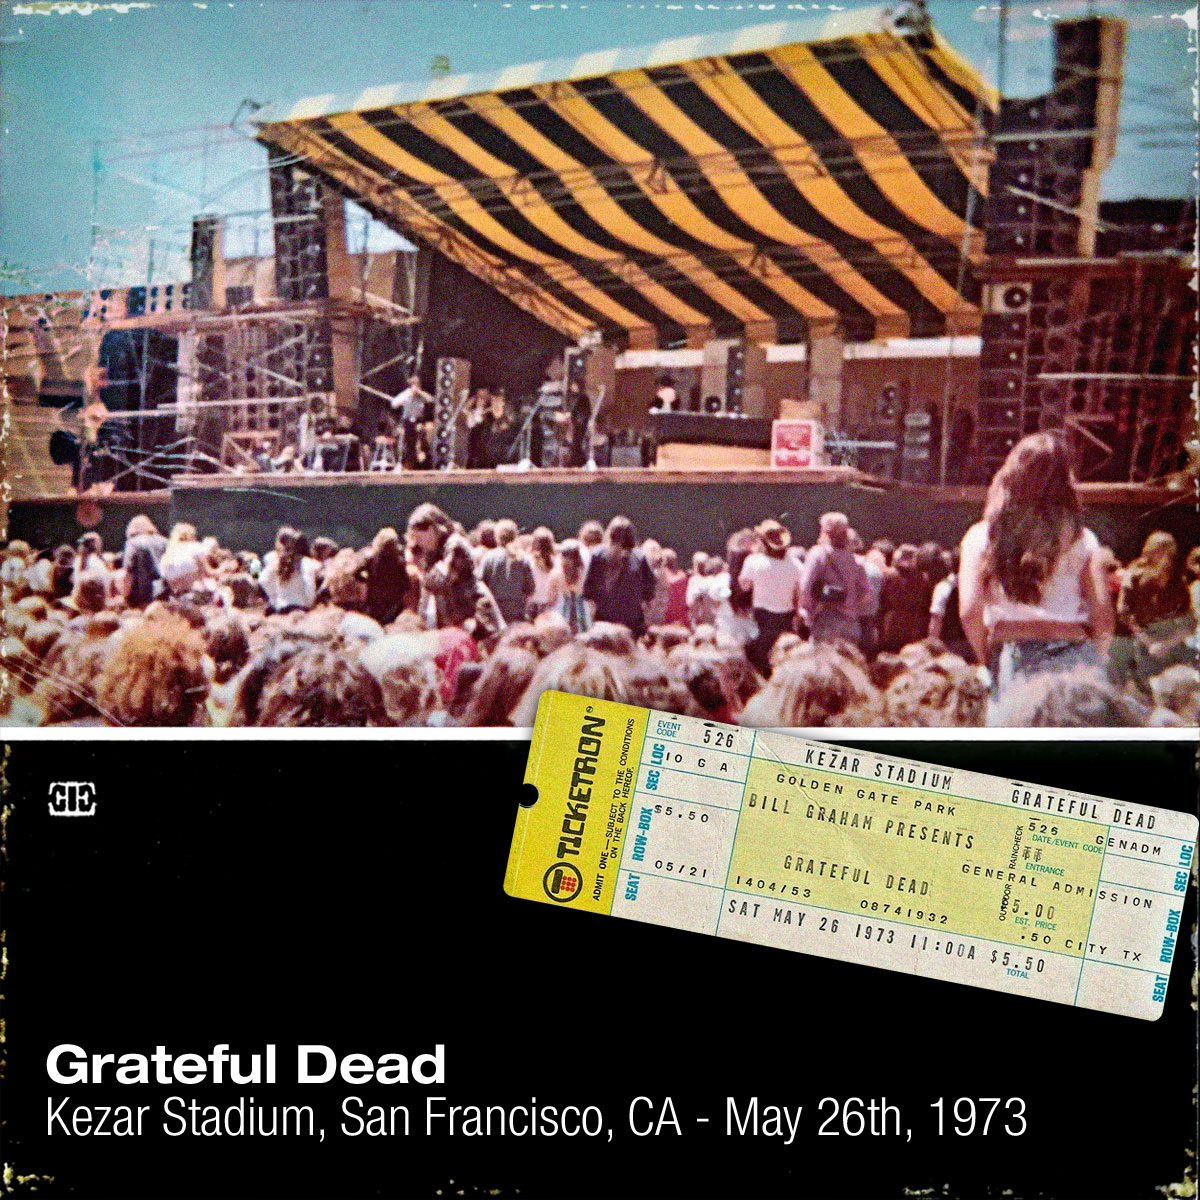 TICKETRON®
ADMIT ONE—SUBJECT TO THE CONDITIONS
ON THE BACK HEREOF.
EVENT
CODE
526
SEC LOC
10 G A
ROW-BOX
$5.50
SEAT
05/21
KEZAR STADIUM
GOLDEN GATE PARK
BILL GRAHAM PRESENTS
GRATEFUL DEAD
1404/53
08741932
SAT MAY 26 1973 11:00A $5.50
TOTAL
GRATEFUL DEAD
526
GENADM
DATE/EVENT CODE
ENTRANCE
OUTDOOR RAINCHECK
GENERAL ADMISSION
5.00
EST. PRICE
.50 CITY TX
SEC LOC
ROW-BOX
SEAT
Grateful Dead
Kezar Stadium, San Francisco, CA - May 26th, 1973